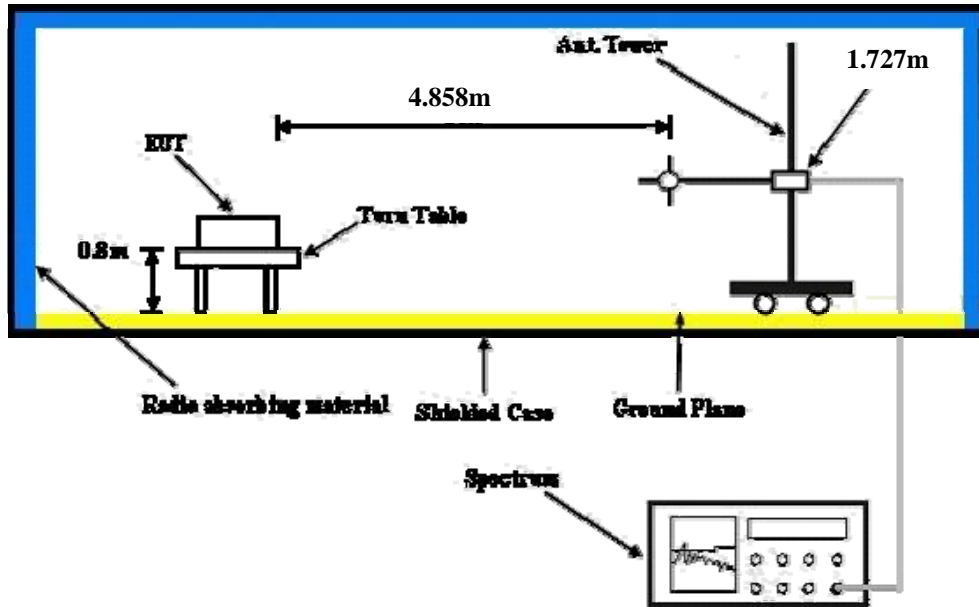 Ant. Tower
1.727m
4.858m
EUT
Turn Table
0.8m
Radio absorbing material
Shielded Case
Ground Plane
Spectrum